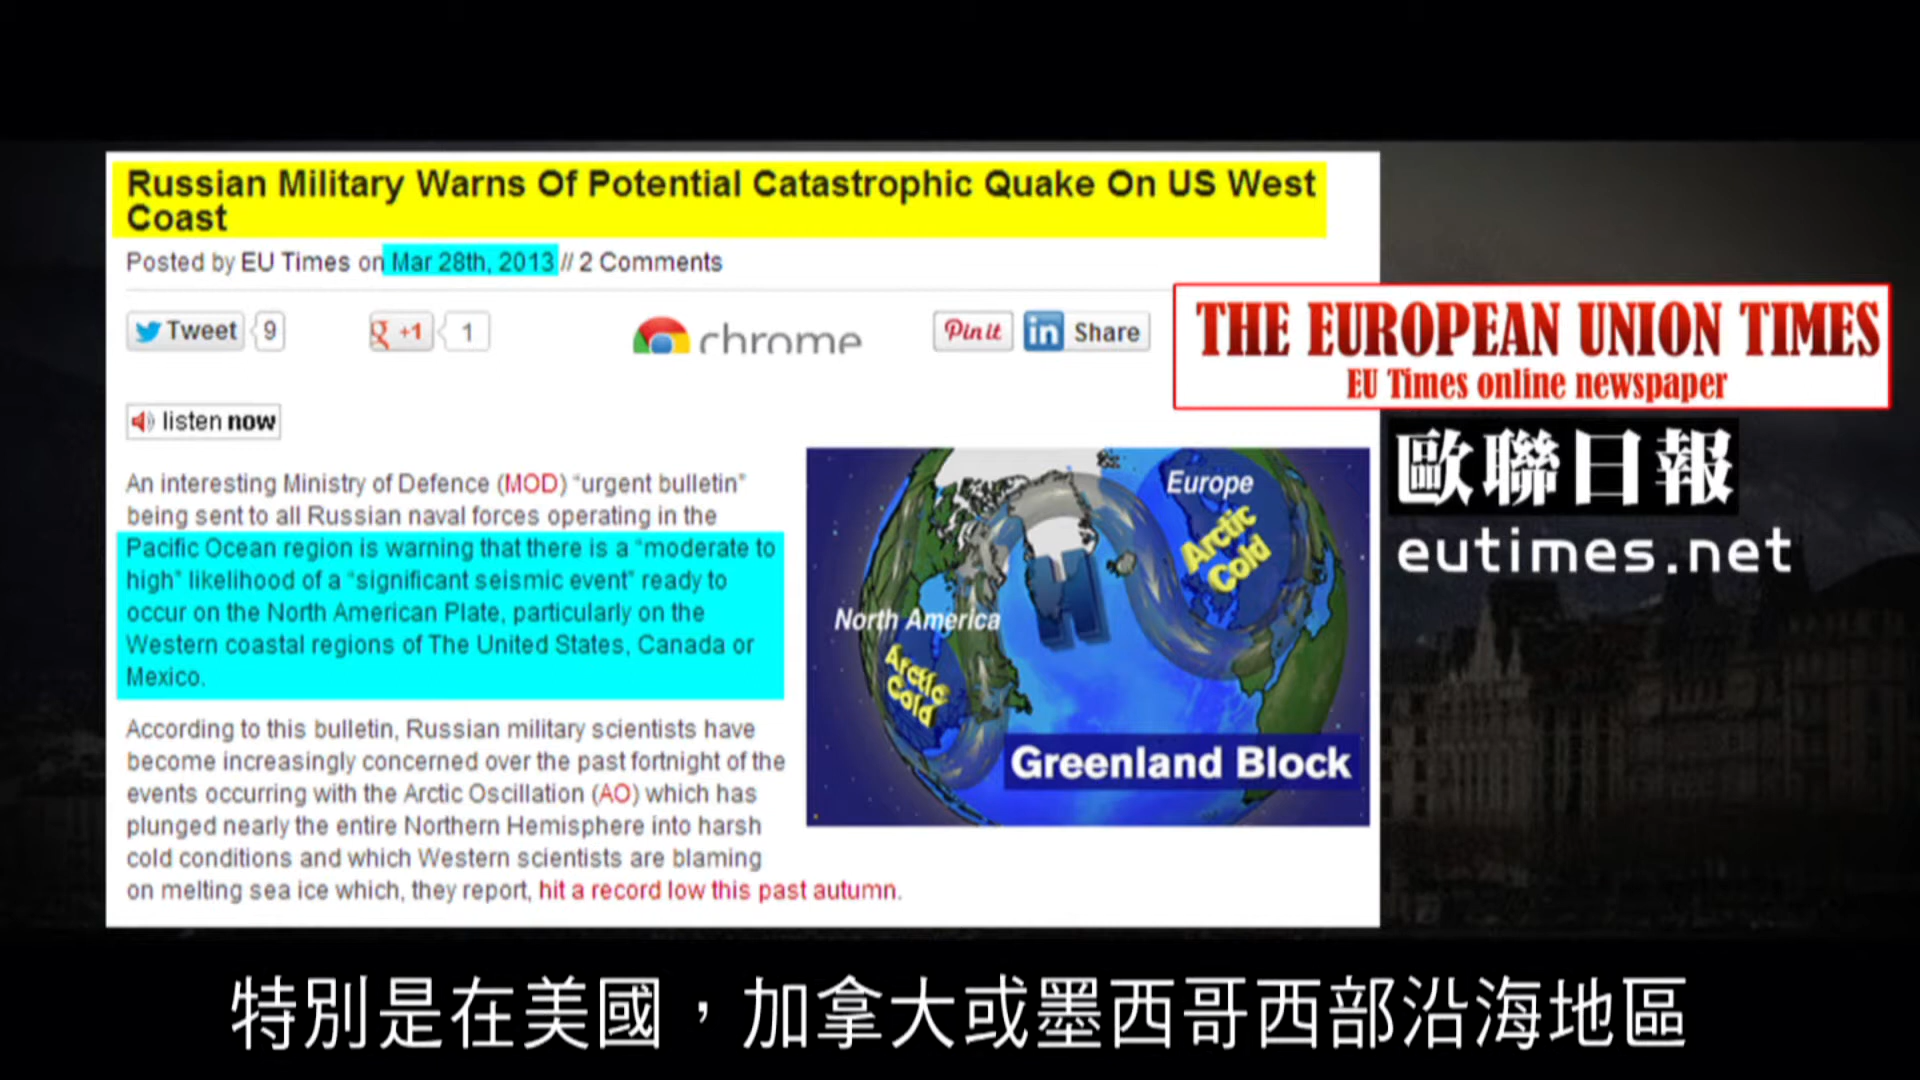 Russian Military Warns Of Potential Catastrophic Quake On US West
Coast
Posted by EU Times on Mar 28th, 2013 // 2 Comments
Tweet 9
g +1 1
chrome
Pin it
in Share
THE EUROPEAN UNION TIMES
EU Times online newspaper
歐聯日報
eutimes.net
listen now
An interesting Ministry of Defence (MOD) “urgent bulletin”
being sent to all Russian naval forces operating in the
Pacific Ocean region is warning that there is a “moderate to
high” likelihood of a “significant seismic event” ready to
occur on the North American Plate, particularly on the
Western coastal regions of The United States, Canada or
Mexico.
According to this bulletin, Russian military scientists have
become increasingly concerned over the past fortnight of the
events occurring with the Arctic Oscillation (AO) which has
plunged nearly the entire Northern Hemisphere into harsh
cold conditions and which Western scientists are blaming
on melting sea ice which, they report, hit a record low this past autumn.
Europe
Arctic
Cold
H
North America
Arctic
Cold
Greenland Block
特別是在美國，加拿大或墨西哥西部沿海地區